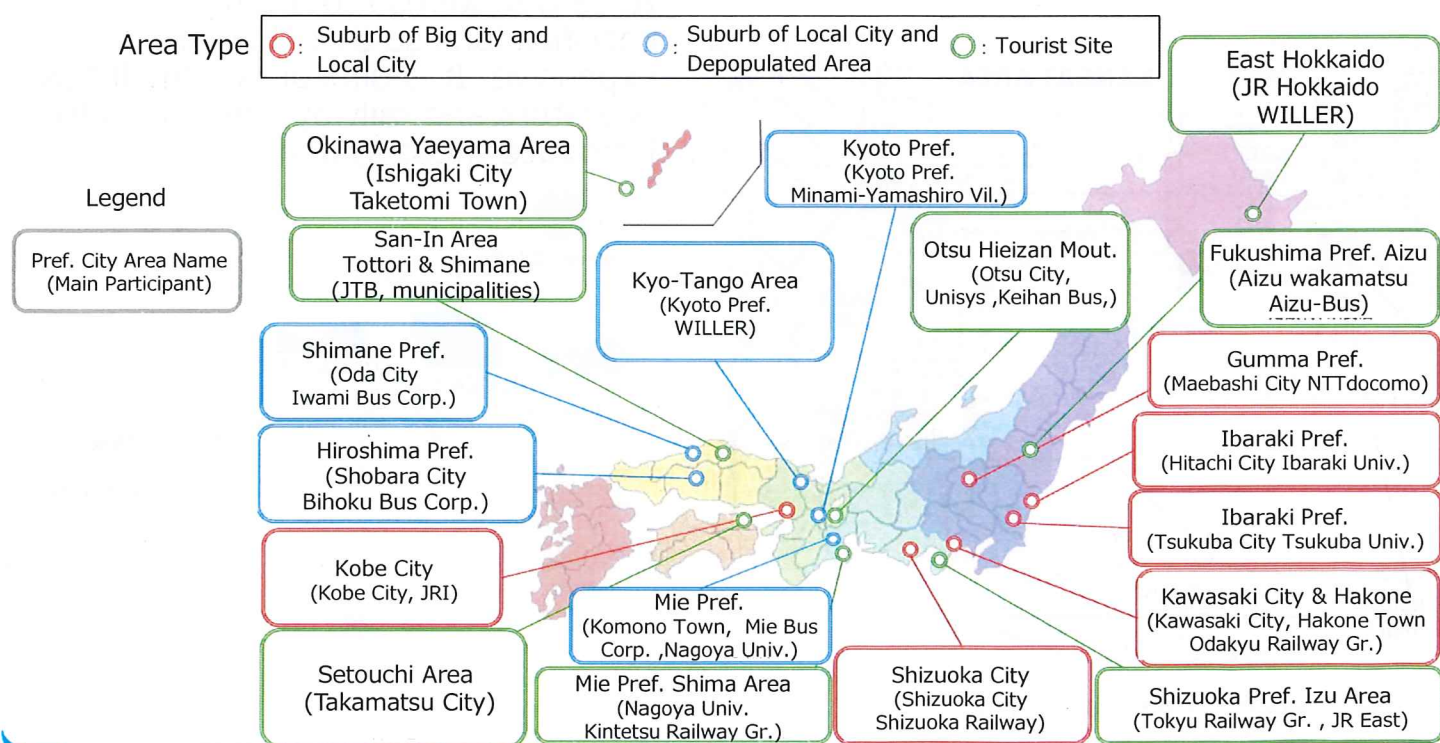 Area Type
: Suburb of Big City and
Local City
: Suburb of Local City and
Depopulated Area
: Tourist Site
East Hokkaido
(JR Hokkaido
WILLER)
Okinawa Yaeyama Area
(Ishigaki City
Taketomi Town)
Kyoto Pref.
(Kyoto Pref.
Minami-Yamashiro Vil.)
Legend
Pref. City Area Name
(Main Participant)
San-In Area
Tottori & Shimane
(JTB, municipalities)
Kyo-Tango Area
(Kyoto Pref.
WILLER)
Otsu Hieizan Mout.
(Otsu City,
Unisys ,Keihan Bus,)
Fukushima Pref. Aizu
(Aizu wakamatsu
Aizu-Bus)
Shimane Pref.
(Oda City
Iwami Bus Corp.)
Gumma Pref.
(Maebashi City NTTdocomo)
Hiroshima Pref.
(Shobara City
Bihoku Bus Corp.)
Ibaraki Pref.
(Hitachi City Ibaraki Univ.)
Ibaraki Pref.
(Tsukuba City Tsukuba Univ.)
Kobe City
(Kobe City, JRI)
Mie Pref.
(Komono Town, Mie Bus
Corp. ,Nagoya Univ.)
Kawasaki City & Hakone
(Kawasaki City, Hakone Town
Odakyu Railway Gr.)
Setouchi Area
(Takamatsu City)
Mie Pref. Shima Area
(Nagoya Univ.
Kintetsu Railway Gr.)
Shizuoka City
(Shizuoka City
Shizuoka Railway)
Shizuoka Pref. Izu Area
(Tokyu Railway Gr. , JR East)